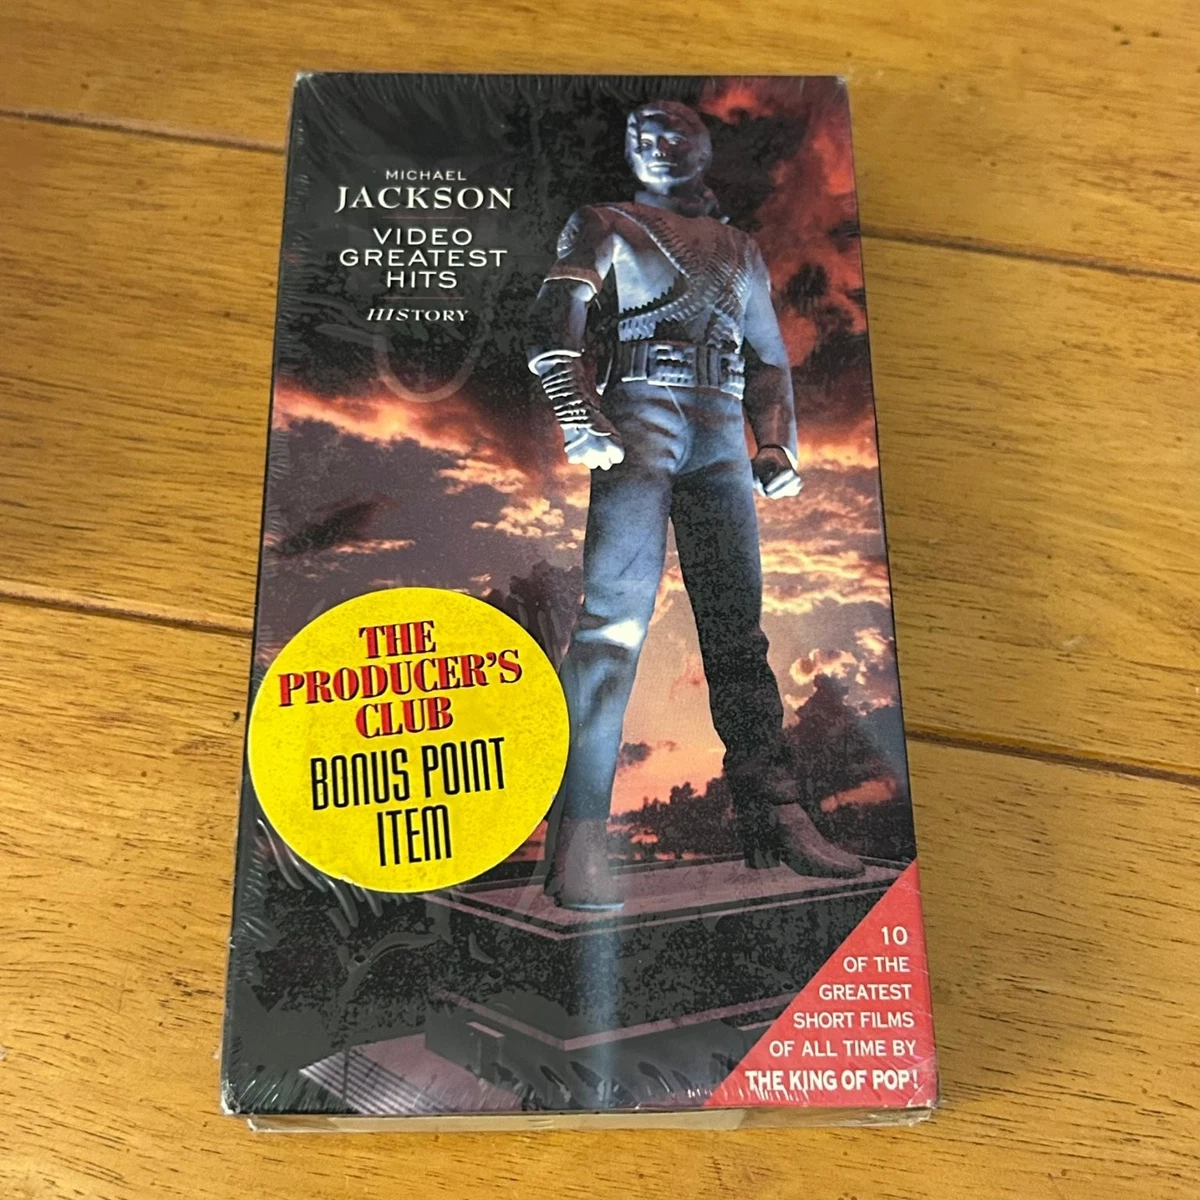 MICHAEL
JACKSON
VIDEO
GREATEST
HITS
HISTORY
THE
PRODUCER'S
CLUB
BONUS POINT
ITEM
10
OF THE
GREATEST
SHORT FILMS
OF ALL TIME BY
THE KING OF POP!